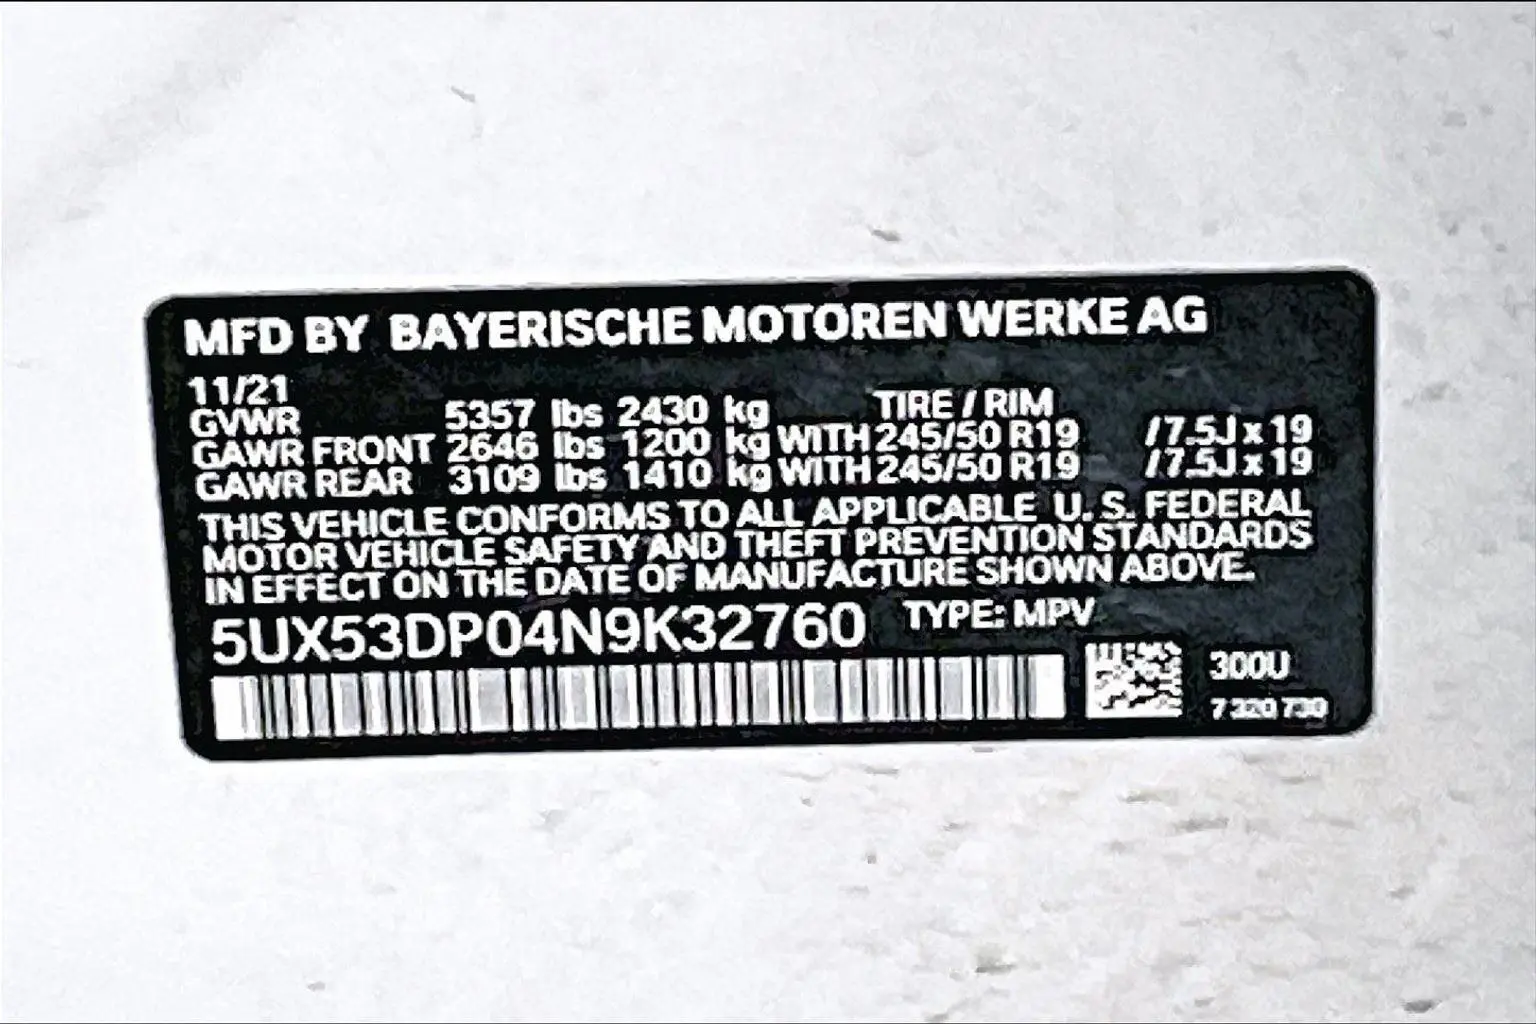 MFD BY BAYERISCHE MOTOREN WERKE AG
11/21 TIRE / RIM
GVWR 5357 lbs 2430 kg
GAWR FRONT 2646 lbs 1200 kg WITH 245/50 R19 /7.5J x 19
GAWR REAR 3109 lbs 1410 kg WITH 245/50 R19 /7.5J x 19
THIS VEHICLE CONFORMS TO ALL APPLICABLE U. S. FEDERAL
MOTOR VEHICLE SAFETY AND THEFT PREVENTION STANDARDS
IN EFFECT ON THE DATE OF MANUFACTURE SHOWN ABOVE.
5UX53DP04N9K32760 TYPE: MPV
300U
7 320 730